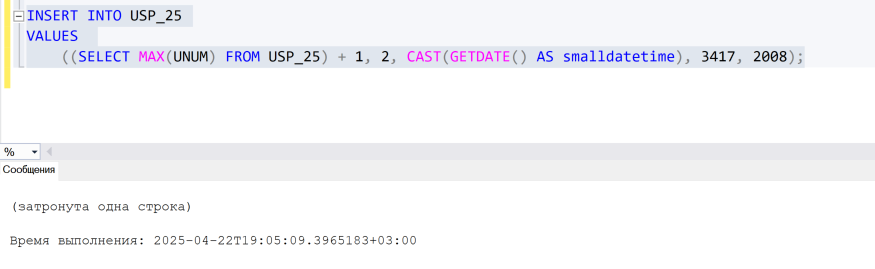 INSERT INTO USP_25
VALUES
((SELECT MAX(UNUM) FROM USP_25) + 1, 2, CAST(GETDATE() AS smalldatetime), 3417, 2008);
%
Сообщения
(затронута одна строка)
Время выполнения: 2025-04-22T19:05:09.3965183+03:00